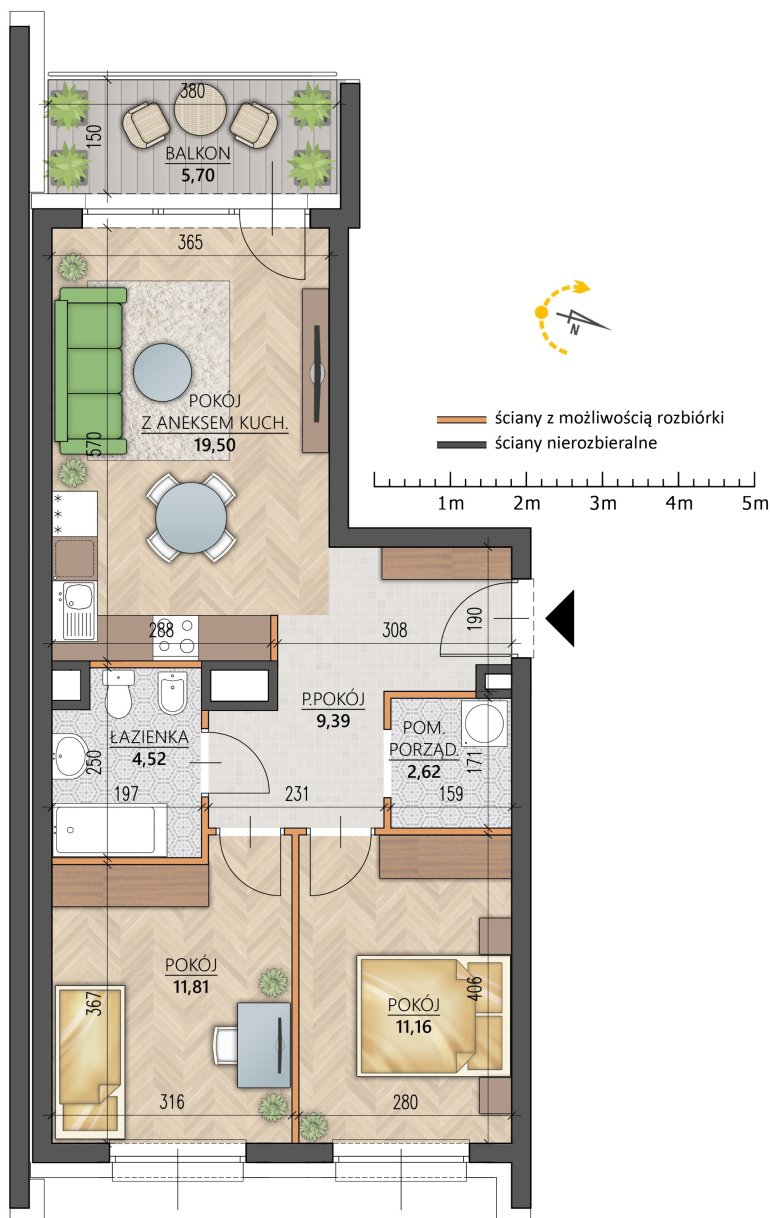 380
150
BALKON
5,70
365
POKÓJ
Z ANEKSEM KUCH.
19,50
570
N
ściany z możliwością rozbiórki
ściany nierozbieralne
1m 2m 3m 4m 5m
288
308
190
P.POKÓJ
9,39
ŁAZIENKA
4,52
250
197
POM.
PORZĄD.
2,62
171
231
159
POKÓJ
11,81
367
316
POKÓJ
11,16
406
280